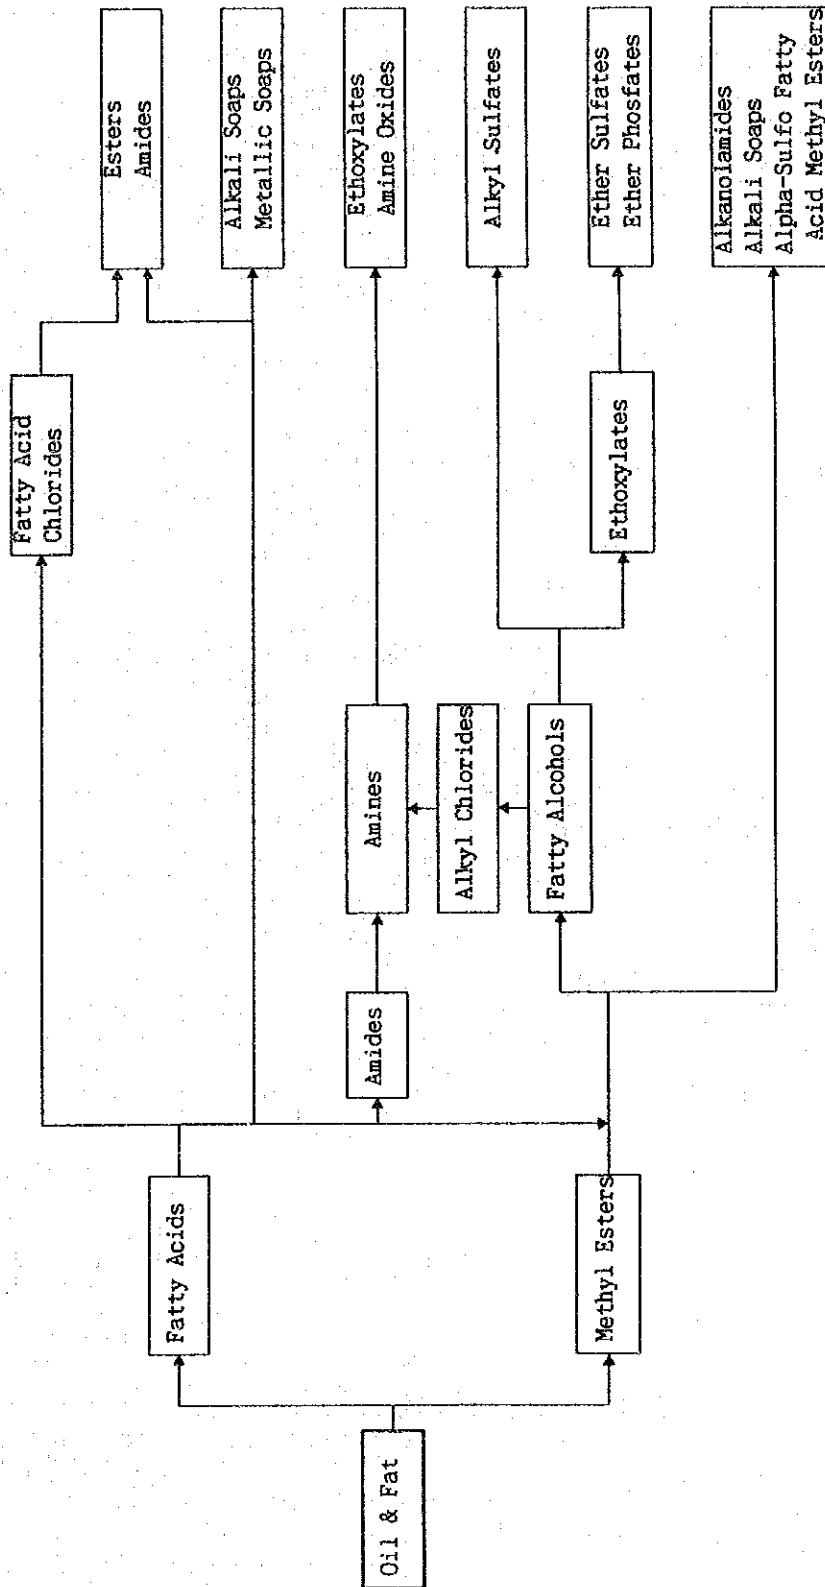 Oil & Fat
Fatty Acids
Methyl Esters
Fatty Acid
Chlorides
Amides
Amines
Alkyl Chlorides
Fatty Alcohols
Ethoxylates
Esters
Amides
Alkali Soaps
Metallic Soaps
Ethoxylates
Amine Oxides
Alkyl Sulfates
Ether Sulfates
Ether Phosfates
Alkanolamides
Alkali Soaps
Alpha-Sulfo Fatty
Acid Methyl Esters